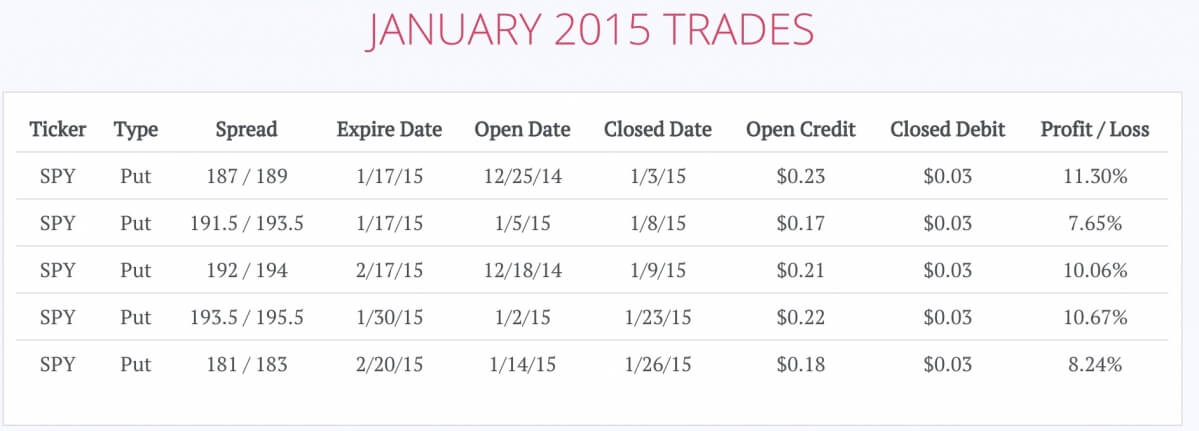 JANUARY 2015 TRADES
Ticker Type Spread Expire Date Open Date Closed Date Open Credit Closed Debit Profit / Loss
SPY Put 187 / 189 1/17/15 12/25/14 1/3/15 $0.23 $0.03 11.30%
SPY Put 191.5 / 193.5 1/17/15 1/5/15 1/8/15 $0.17 $0.03 7.65%
SPY Put 192 / 194 2/17/15 12/18/14 1/9/15 $0.21 $0.03 10.06%
SPY Put 193.5 / 195.5 1/30/15 1/2/15 1/23/15 $0.22 $0.03 10.67%
SPY Put 181 / 183 2/20/15 1/14/15 1/26/15 $0.18 $0.03 8.24%